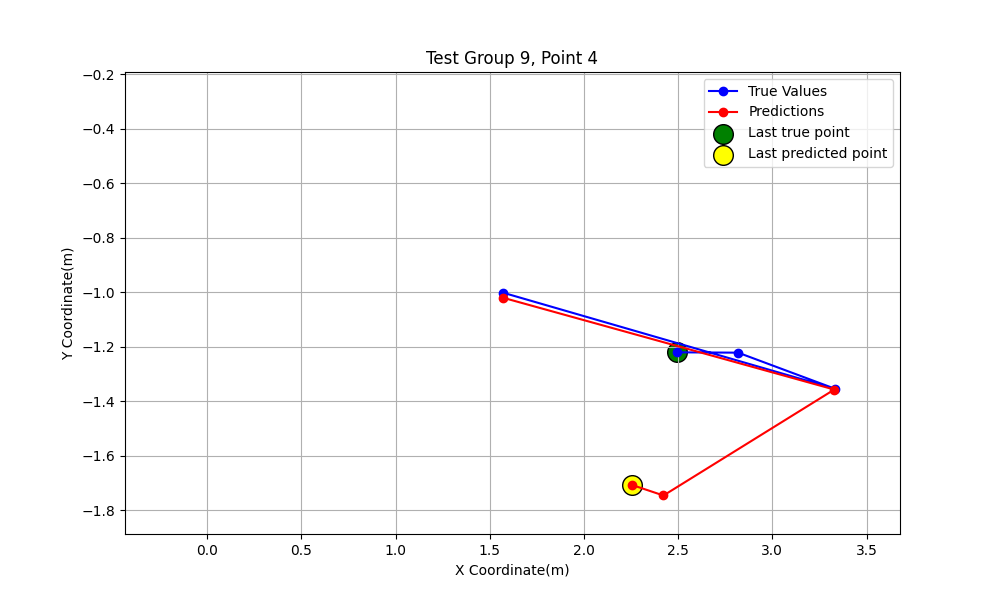 Test Group 9, Point 4
True Values
Predictions
Last true point
Last predicted point
Y Coordinate(m)
−0.2
−0.4
−0.6
−0.8
−1.0
−1.2
−1.4
−1.6
−1.8
0.0 0.5 1.0 1.5 2.0 2.5 3.0 3.5
X Coordinate(m)